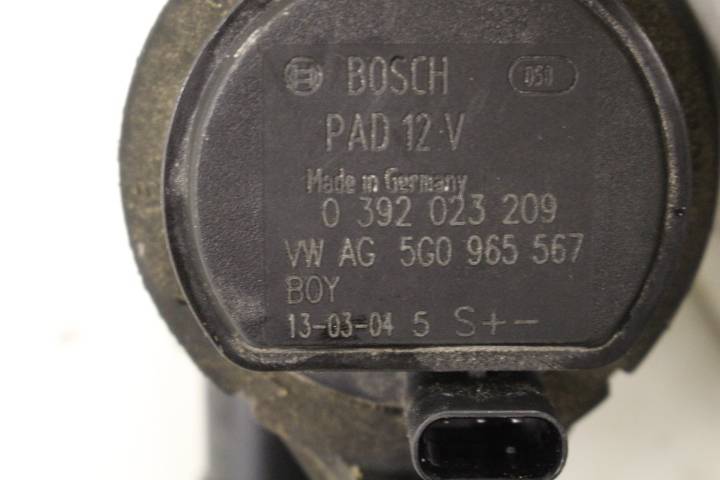 BOSCH 050
PAD 12 V
Made in Germany
0 392 023 209
VW AG 5G0 965 567
BOY
13-03-04 5 S+-